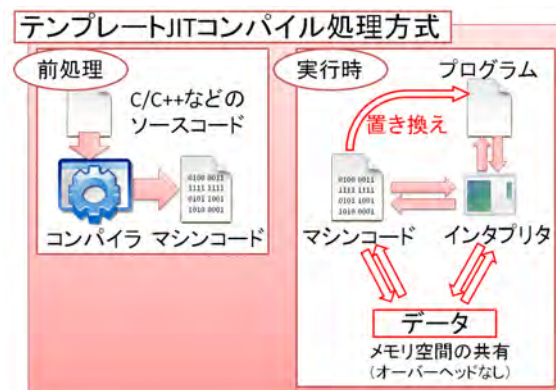 テンプレートJITコンパイル処理方式
前処理
C/C++などの
ソースコード
コンパイラ
マシンコード
0100 0011
1111 1111
0101 1001
1010 0001
実行時
プログラム
置き換え
0100 0011
1111 1111
0101 1001
1010 0001
マシンコード
インタプリタ
データ
メモリ空間の共有
(オーバーヘッドなし)